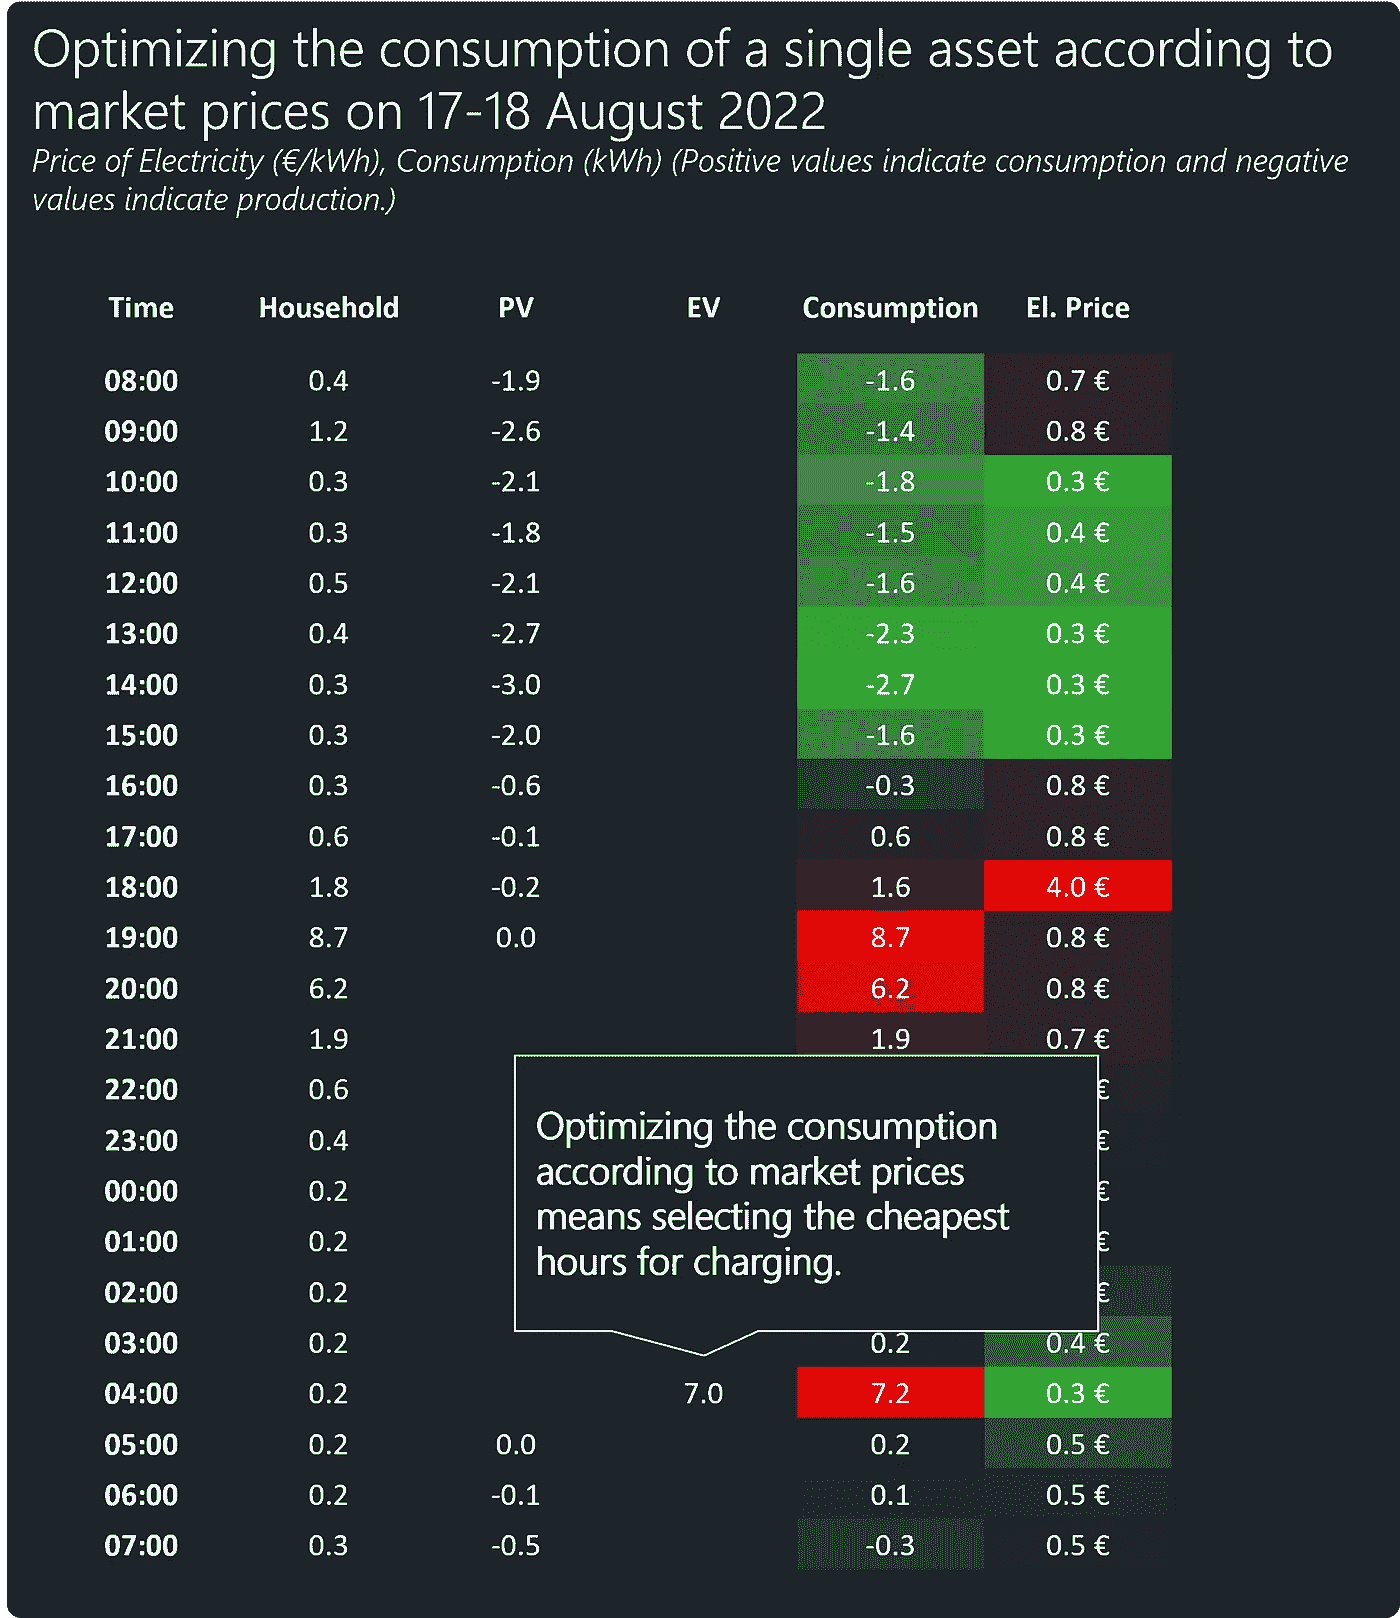 Optimizing the consumption of a single asset according to
market prices on 17-18 August 2022
Price of Electricity (€/kWh), Consumption (kWh) (Positive values indicate consumption and negative
values indicate production.)
Time Household PV EV Consumption El. Price
08:00 0.4 -1.9 -1.6 0.7 €
09:00 1.2 -2.6 -1.4 0.8 €
10:00 0.3 -2.1 -1.8 0.3 €
11:00 0.3 -1.8 -1.5 0.4 €
12:00 0.5 -2.1 -1.6 0.4 €
13:00 0.4 -2.7 -2.3 0.3 €
14:00 0.3 -3.0 -2.7 0.3 €
15:00 0.3 -2.0 -1.6 0.3 €
16:00 0.3 -0.6 -0.3 0.8 €
17:00 0.6 -0.1 0.6 0.8 €
18:00 1.8 -0.2 1.6 4.0 €
19:00 8.7 0.0 8.7 0.8 €
20:00 6.2 6.2 0.8 €
21:00 1.9 1.9 0.7 €
22:00 0.6 €
23:00 0.4 €
00:00 0.2 €
01:00 0.2 €
02:00 0.2 €
Optimizing the consumption
according to market prices
means selecting the cheapest
hours for charging.
03:00 0.2 0.2 0.4 €
04:00 0.2 7.0 7.2 0.3 €
05:00 0.2 0.0 0.2 0.5 €
06:00 0.2 -0.1 0.1 0.5 €
07:00 0.3 -0.5 -0.3 0.5 €